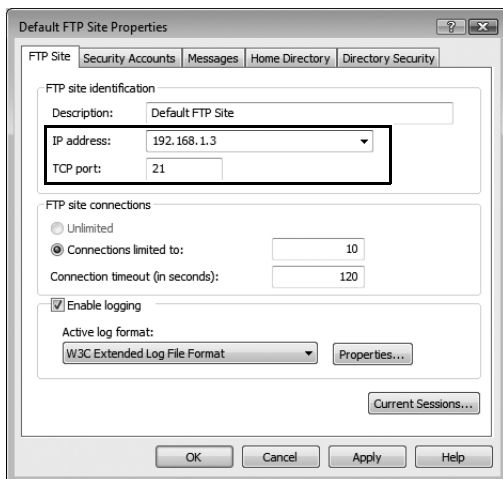 Default FTP Site Properties
FTP Site Security Accounts Messages Home Directory Directory Security
FTP site identification
Description: Default FTP Site
IP address: 192.168.1.3
TCP port: 21
FTP site connections
Unlimited
Connections limited to: 10
Connection timeout (in seconds): 120
Enable logging
Active log format:
W3C Extended Log File Format Properties...
Current Sessions...
OK Cancel Apply Help